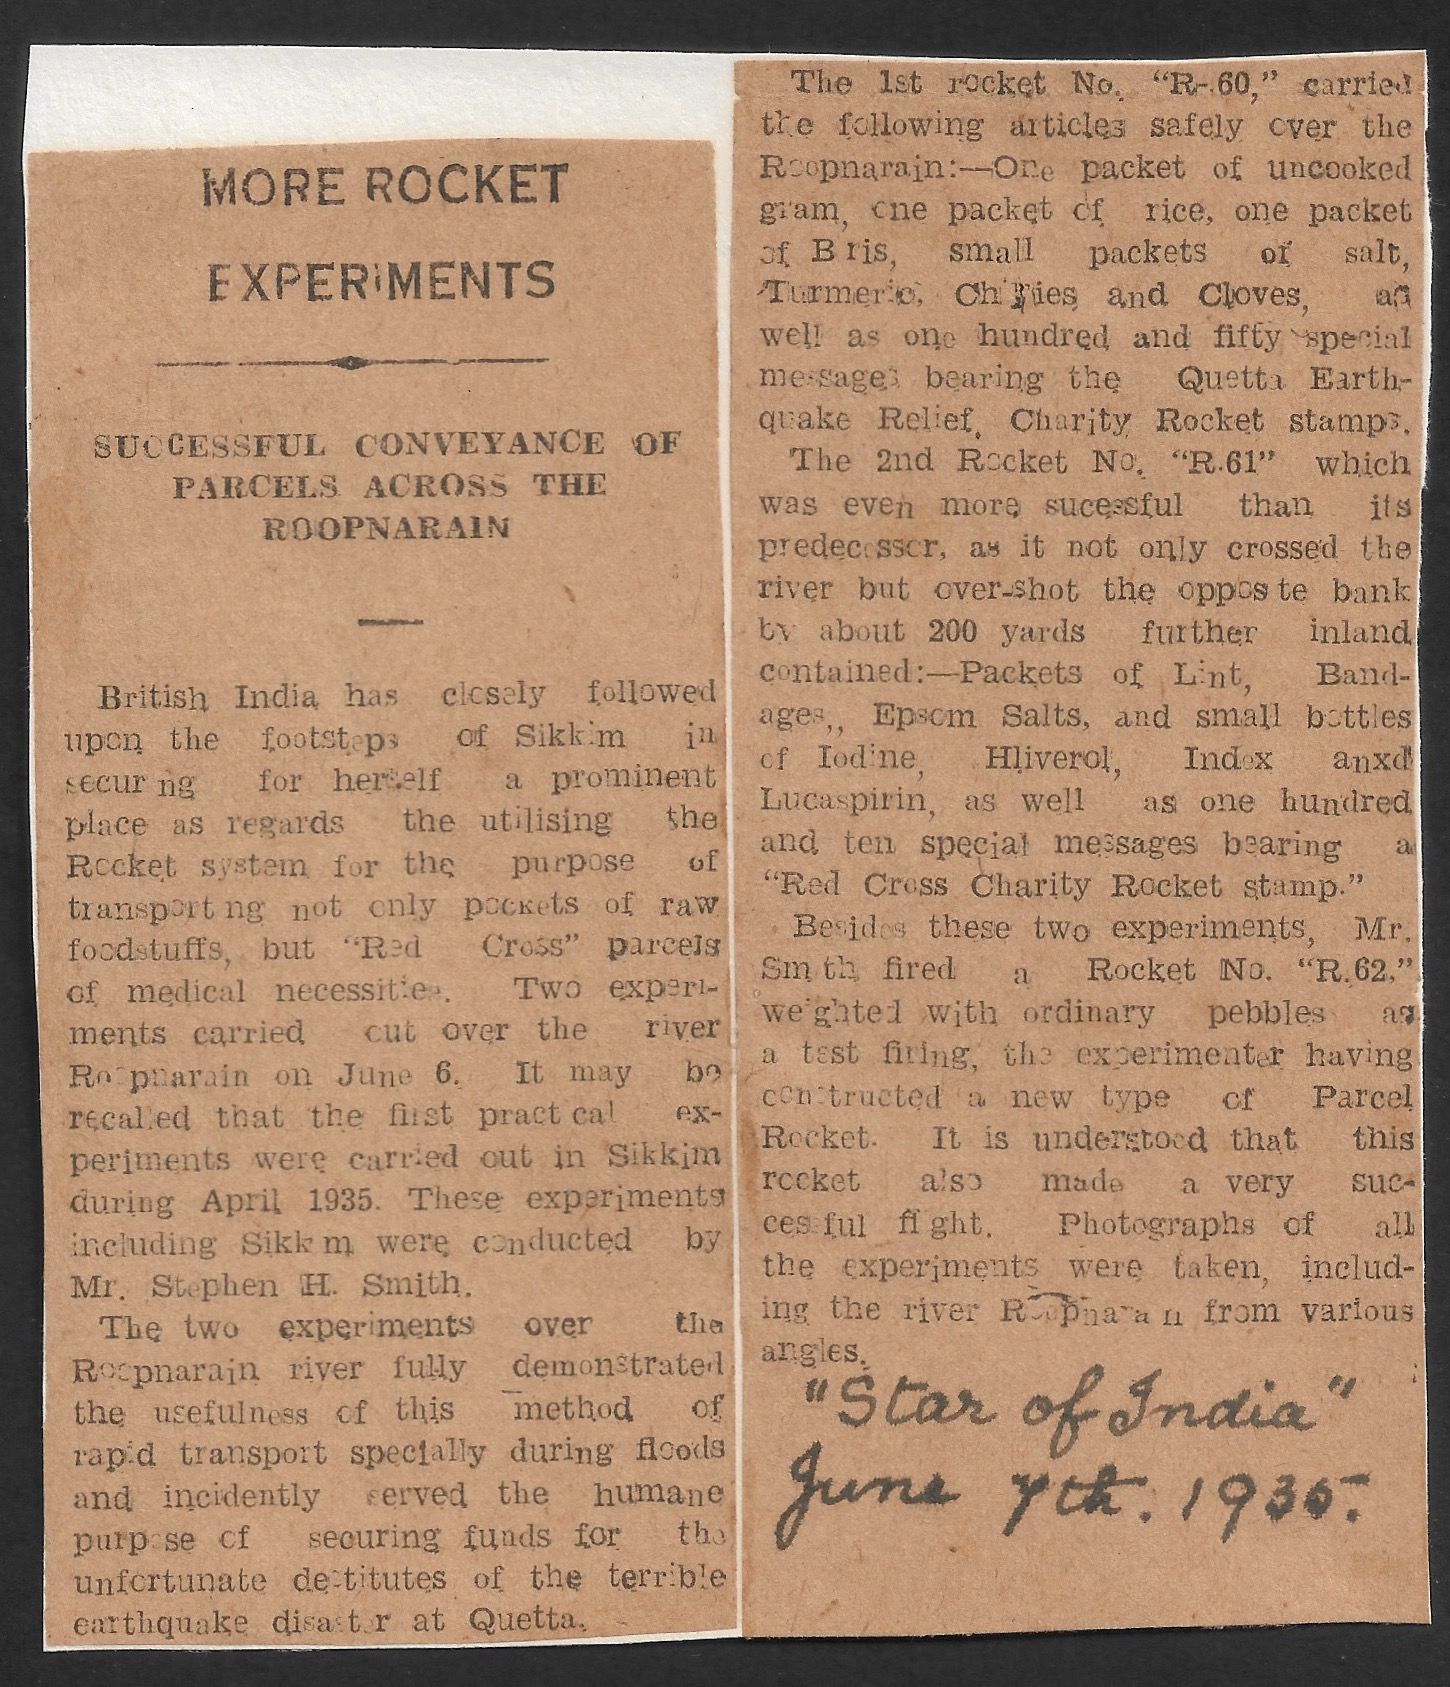 MORE ROCKET
EXPERIMENTS
SUCCESSFUL CONVEYANCE OF
PARCELS ACROSS THE
ROOPNARAIN
British India has closely followed
upon the footsteps of Sikkim in
securing for herself a prominent
place as regards the utilising the
Rocket system for the purpose of
transporting not only packets of raw
foodstuffs, but "Red Cross" parcels
of medical necessities. Two experi-
ments carried out over the river
Roopnarain on June 6. It may be
recalled that the first practical ex-
periments were carried out in Sikkim
during April 1935. These experiments
including Sikkim were conducted by
Mr. Stephen H. Smith.
The two experiments over the
Roopnarain river fully demonstrated
the usefulness of this method of
rapid transport specially during floods
and incidently served the humane
purpose of securing funds for the
unfortunate destitutes of the terrible
earthquake disaster at Quetta.
The 1st rocket No. "R-.60," carried
the following articles safely over the
Roopnarain:—One packet of uncooked
gram, one packet of rice, one packet
of Biris, small packets of salt,
Turmeric, Chillies and Cloves, as
well as one hundred and fifty special
messages bearing the Quetta Earth-
quake Relief, Charity Rocket stamps.
The 2nd Rocket No. "R.61" which
was even more sucessful than its
predecessor, as it not only crossed the
river but over-shot the opposite bank
by about 200 yards further inland
contained:—Packets of Lint, Band-
ages,, Epsom Salts, and small bottles
of Iodine, Hliverol, Index anxd
Lucaspirin, as well as one hundred
and ten special messages bearing a
"Red Cross Charity Rocket stamp."
Besides these two experiments, Mr.
Smith fired a Rocket No. "R.62,"
weighted with ordinary pebbles as
a test firing, the experimenter having
constructed a new type of Parcel
Rocket. It is understood that this
rocket also made a very suc-
cessful flight. Photographs of all
the experiments were taken, includ-
ing the river Roopnarain from various
angles.
"Star of India"
June 7th. 1935.